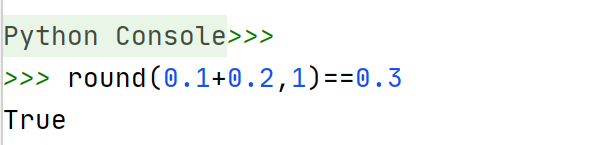 Python Console>>>
>>> round(0.1+0.2,1)==0.3
True